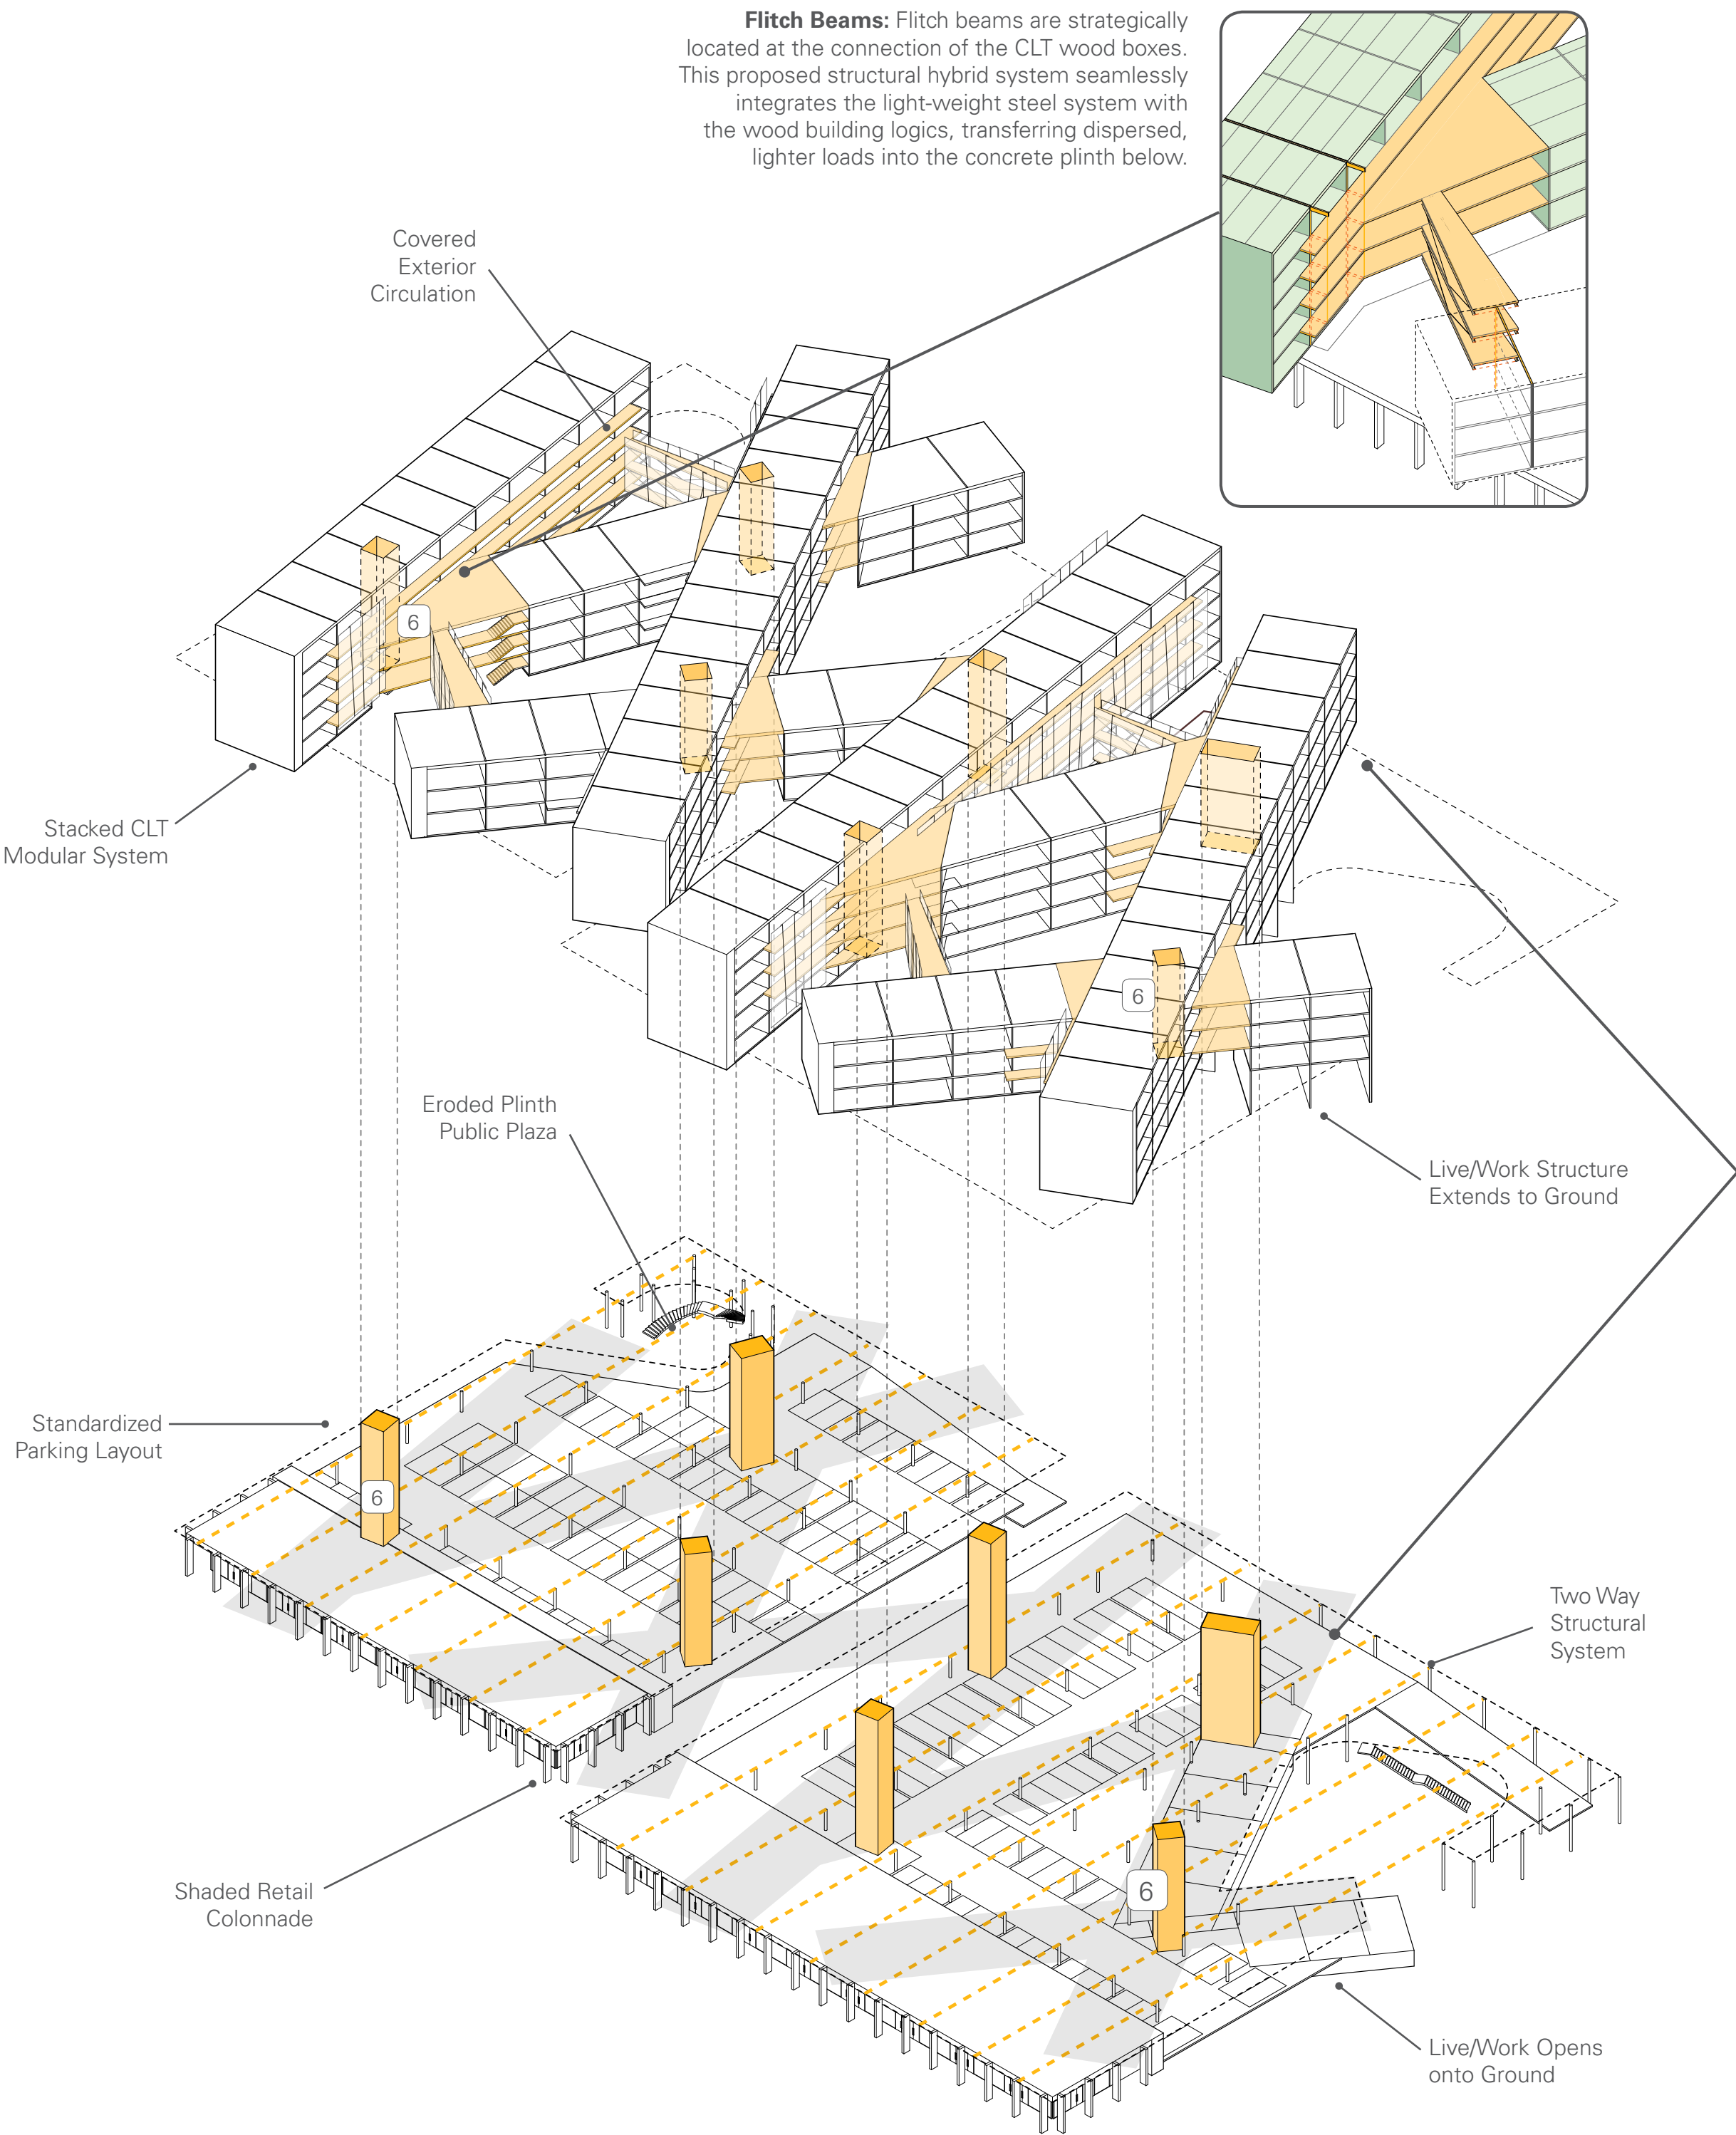 Flitch Beams: Flitch beams are strategically
located at the connection of the CLT wood boxes.
This proposed structural hybrid system seamlessly
integrates the light-weight steel system with
the wood building logics, transferring dispersed,
lighter loads into the concrete plinth below.
Covered
Exterior
Circulation
6
Stacked CLT
Modular System
6
Eroded Plinth
Public Plaza
Live/Work Structure
Extends to Ground
Standardized
Parking Layout
6
Two Way
Structural
System
Shaded Retail
Colonnade
6
Live/Work Opens
onto Ground